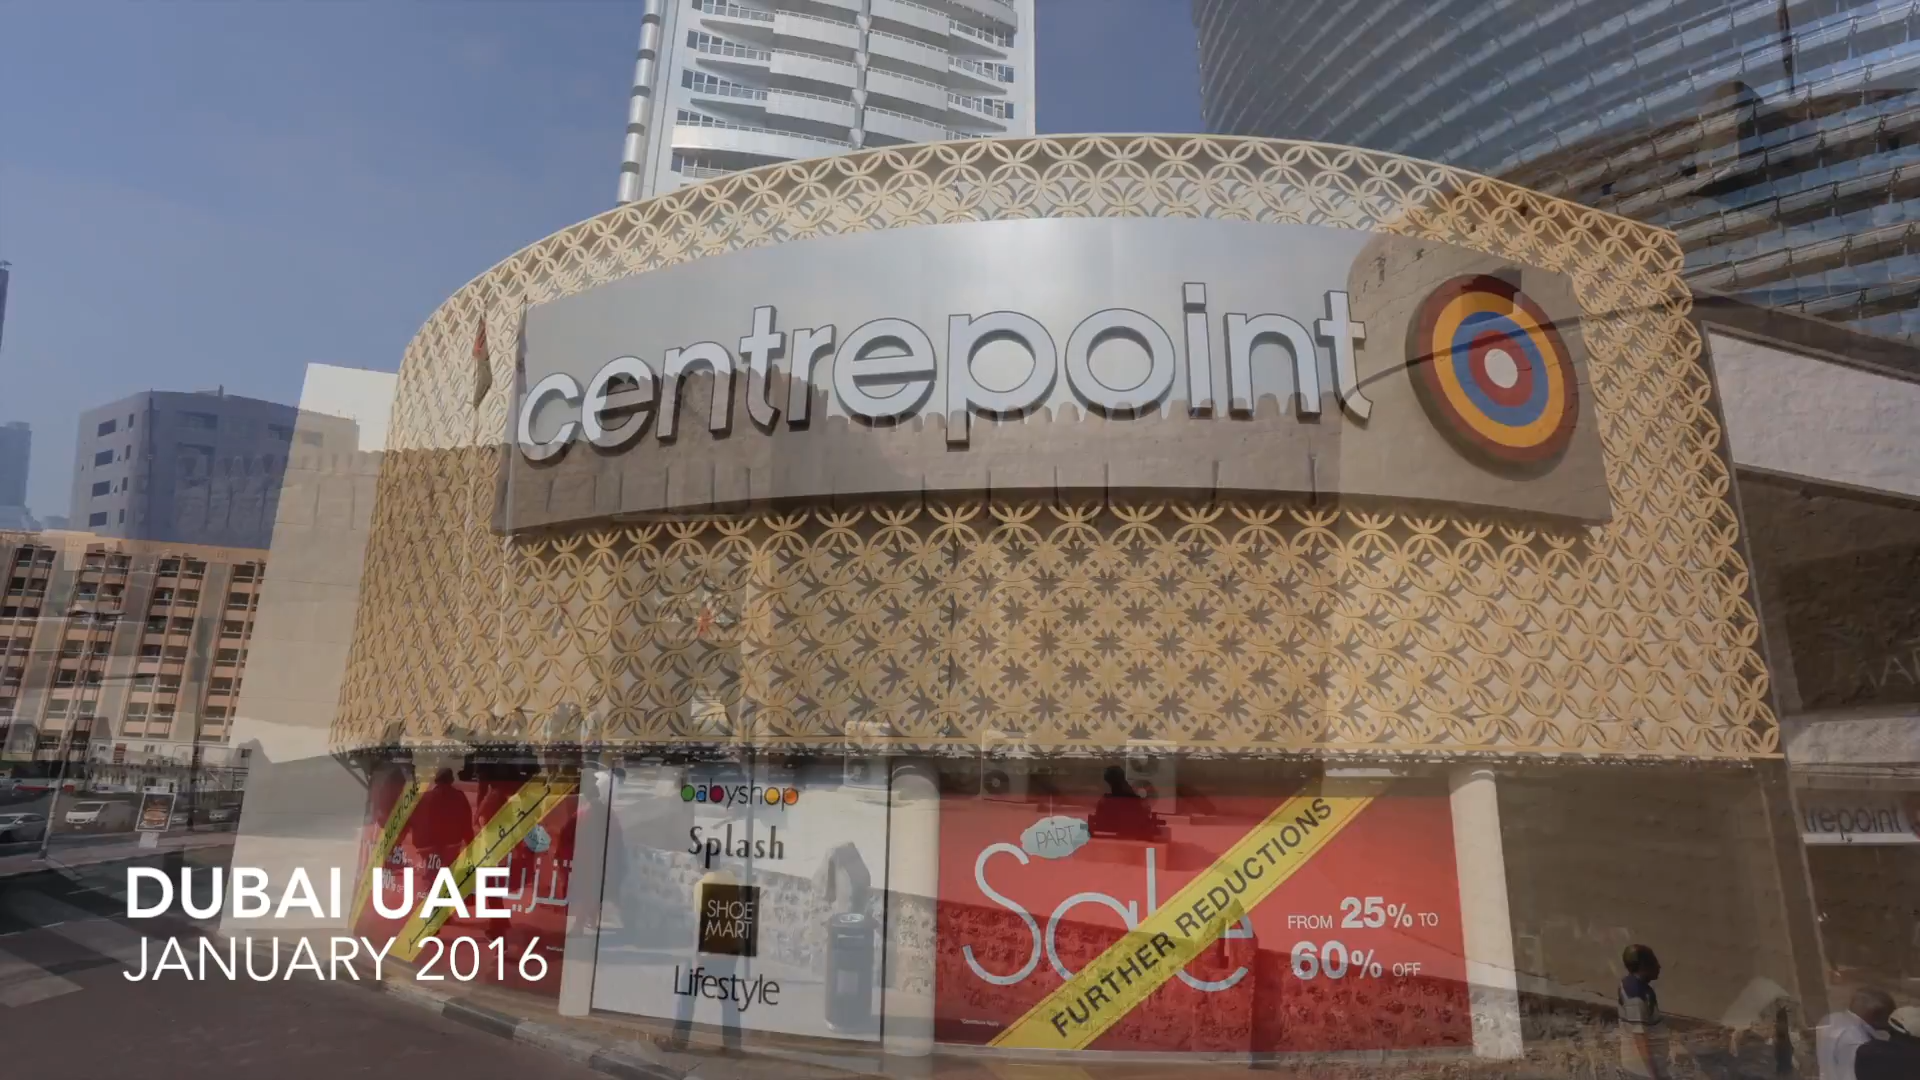 centrepoint
REDUCTIONS
25%
babyshop
Splash
SHOE
MART
Lifestyle
PART
Sale
FURTHER REDUCTIONS
FROM 25% TO
60% OFF
trepoint
DUBAI UAE
JANUARY 2016